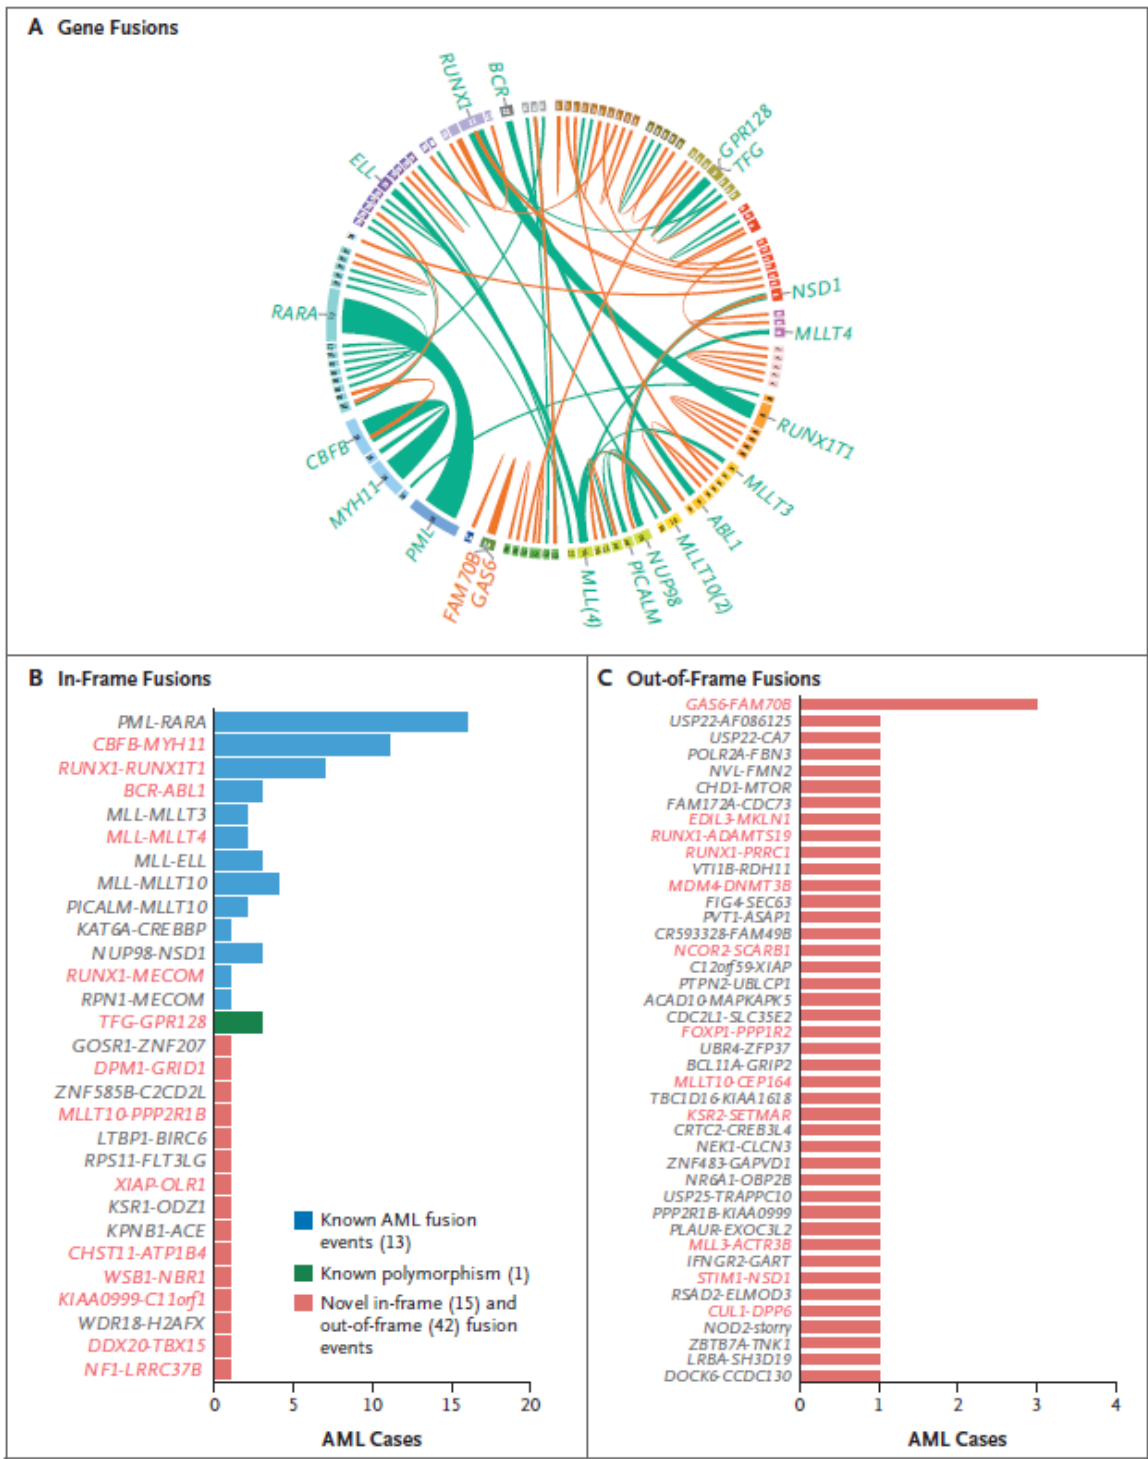 A Gene Fusions
RUNX1
BCR
GPR128
TFG
ELL
NSD1
RARA
MLLT4
RUNX1T1
CBFB
MLLT3
MYH11
ABL1
PML
MLLT10(2)
FAM70B
GAS6
NUP98
PICALM
MLL(4)
B In-Frame Fusions
PML-RARA
CBFB-MYH11
RUNX1-RUNX1T1
BCR-ABL1
MLL-MLLT3
MLL-MLLT4
MLL-ELL
MLL-MLLT10
PICALM-MLLT10
KAT6A-CREBBP
NUP98-NSD1
RUNX1-MECOM
RPN1-MECOM
TFG-GPR128
GOSR1-ZNF207
DPM1-GRID1
ZNF585B-C2CD2L
MLLT10-PPP2R1B
LTBP1-BIRC6
RPS11-FLT3LG
XIAP-OLR1
KSR1-ODZ1
KPNB1-ACE
CHST11-ATP1B4
WSB1-NBR1
KIAA0999-C11orf1
WDR18-H2AFX
DDX20-TBX15
NF1-LRRC37B
Known AML fusion
events (13)
Known polymorphism (1)
Novel in-frame (15) and
out-of-frame (42) fusion
events
0 5 10 15 20
AML Cases
C Out-of-Frame Fusions
GAS6-FAM70B
USP22-AF086125
USP22-CA7
POLR2A-FBN3
NVL-FMN2
CHD1-MTOR
FAM172A-CDC73
EDIL3-MKLN1
RUNX1-ADAMTS19
RUNX1-PRRC1
VTI1B-RDH11
MDM4-DNMT3B
FIG4-SEC63
PVT1-ASAP1
CR593328-FAM49B
NCOR2-SCARB1
C12orf59-XIAP
PTPN2-UBLCP1
ACAD10-MAPKAPK5
CDC2L1-SLC35E2
FOXP1-PPP1R2
UBR4-ZFP37
BCL11A-GRIP2
MLLT10-CEP164
TBC1D16-KIAA1618
KSR2-SETMAR
CRTC2-CREB3L4
NEK1-CLCN3
ZNF483-GAPVD1
NR6A1-OBP2B
USP25-TRAPPC10
PPP2R1B-KIAA0999
PLAUR-EXOC3L2
MLL3-ACTR3B
IFNGR2-GART
STIM1-NSD1
RSAD2-ELMOD3
CUL1-DPP6
NOD2-storry
ZBTB7A-TNK1
LRBA-SH3D19
DOCK6-CCDC130
0 1 2 3 4
AML Cases